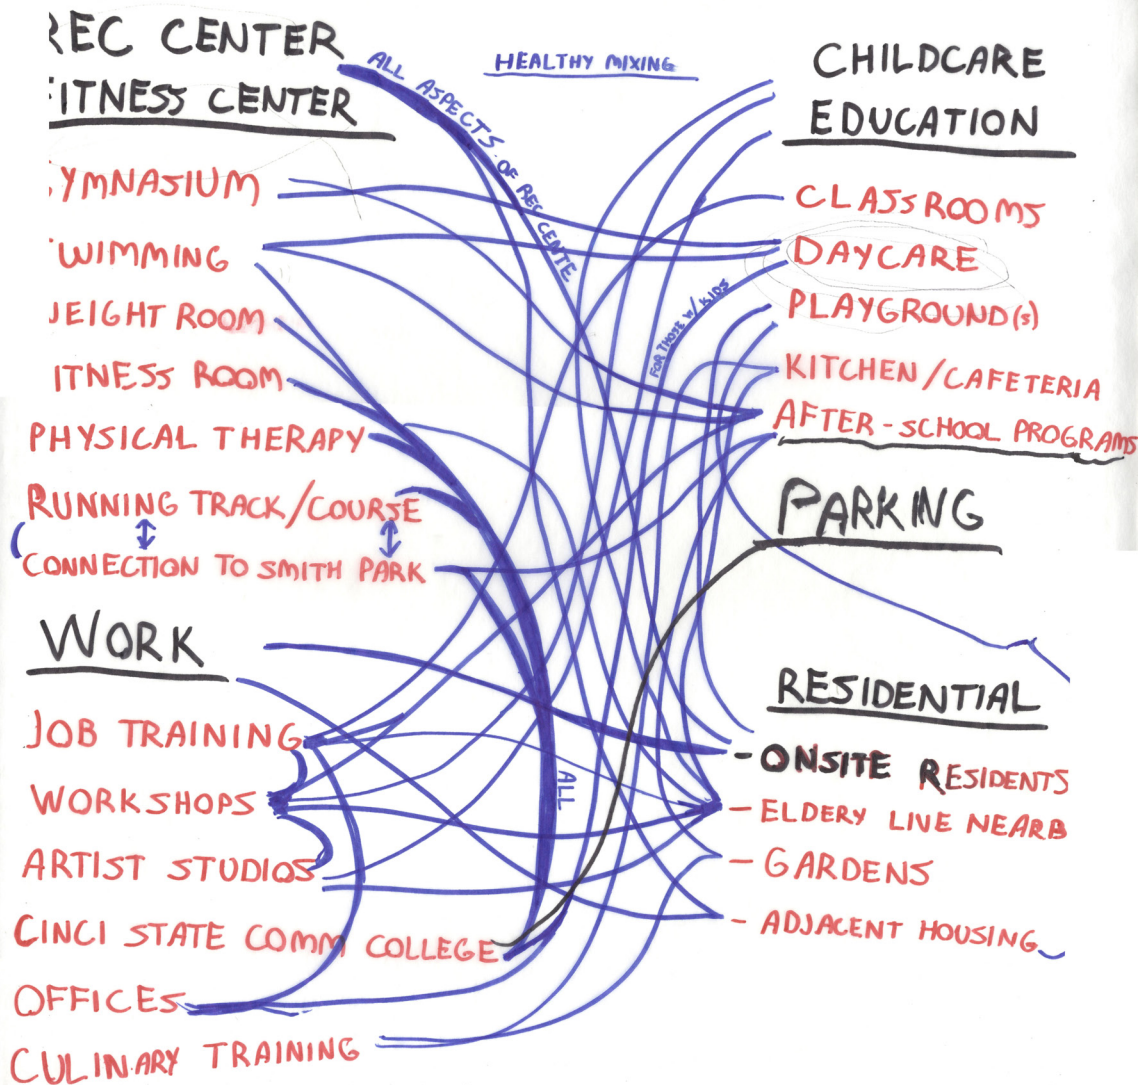 REC CENTER
FITNESS CENTER
YMNASIUM
WIMMING
EIGHT ROOM
ITNESS ROOM
PHYSICAL THERAPY
RUNNING TRACK/COURSE
CONNECTION TO SMITH PARK
WORK
JOB TRAINING
WORKSHOPS
ARTIST STUDIOS
CINCI STATE COMM COLLEGE
OFFICES
CULINARY TRAINING
HEALTHY MIXING
ALL ASPECTS OF REC CENTE
FOR THOSE W/ KIDS
ALL
CHILDCARE
EDUCATION
CLASSROOMS
DAYCARE
PLAYGROUND(S)
KITCHEN/CAFETERIA
AFTER-SCHOOL PROGRAMS
PARKING
RESIDENTIAL
- ONSITE RESIDENTS
- ELDERY LIVE NEARB
- GARDENS
- ADJACENT HOUSING